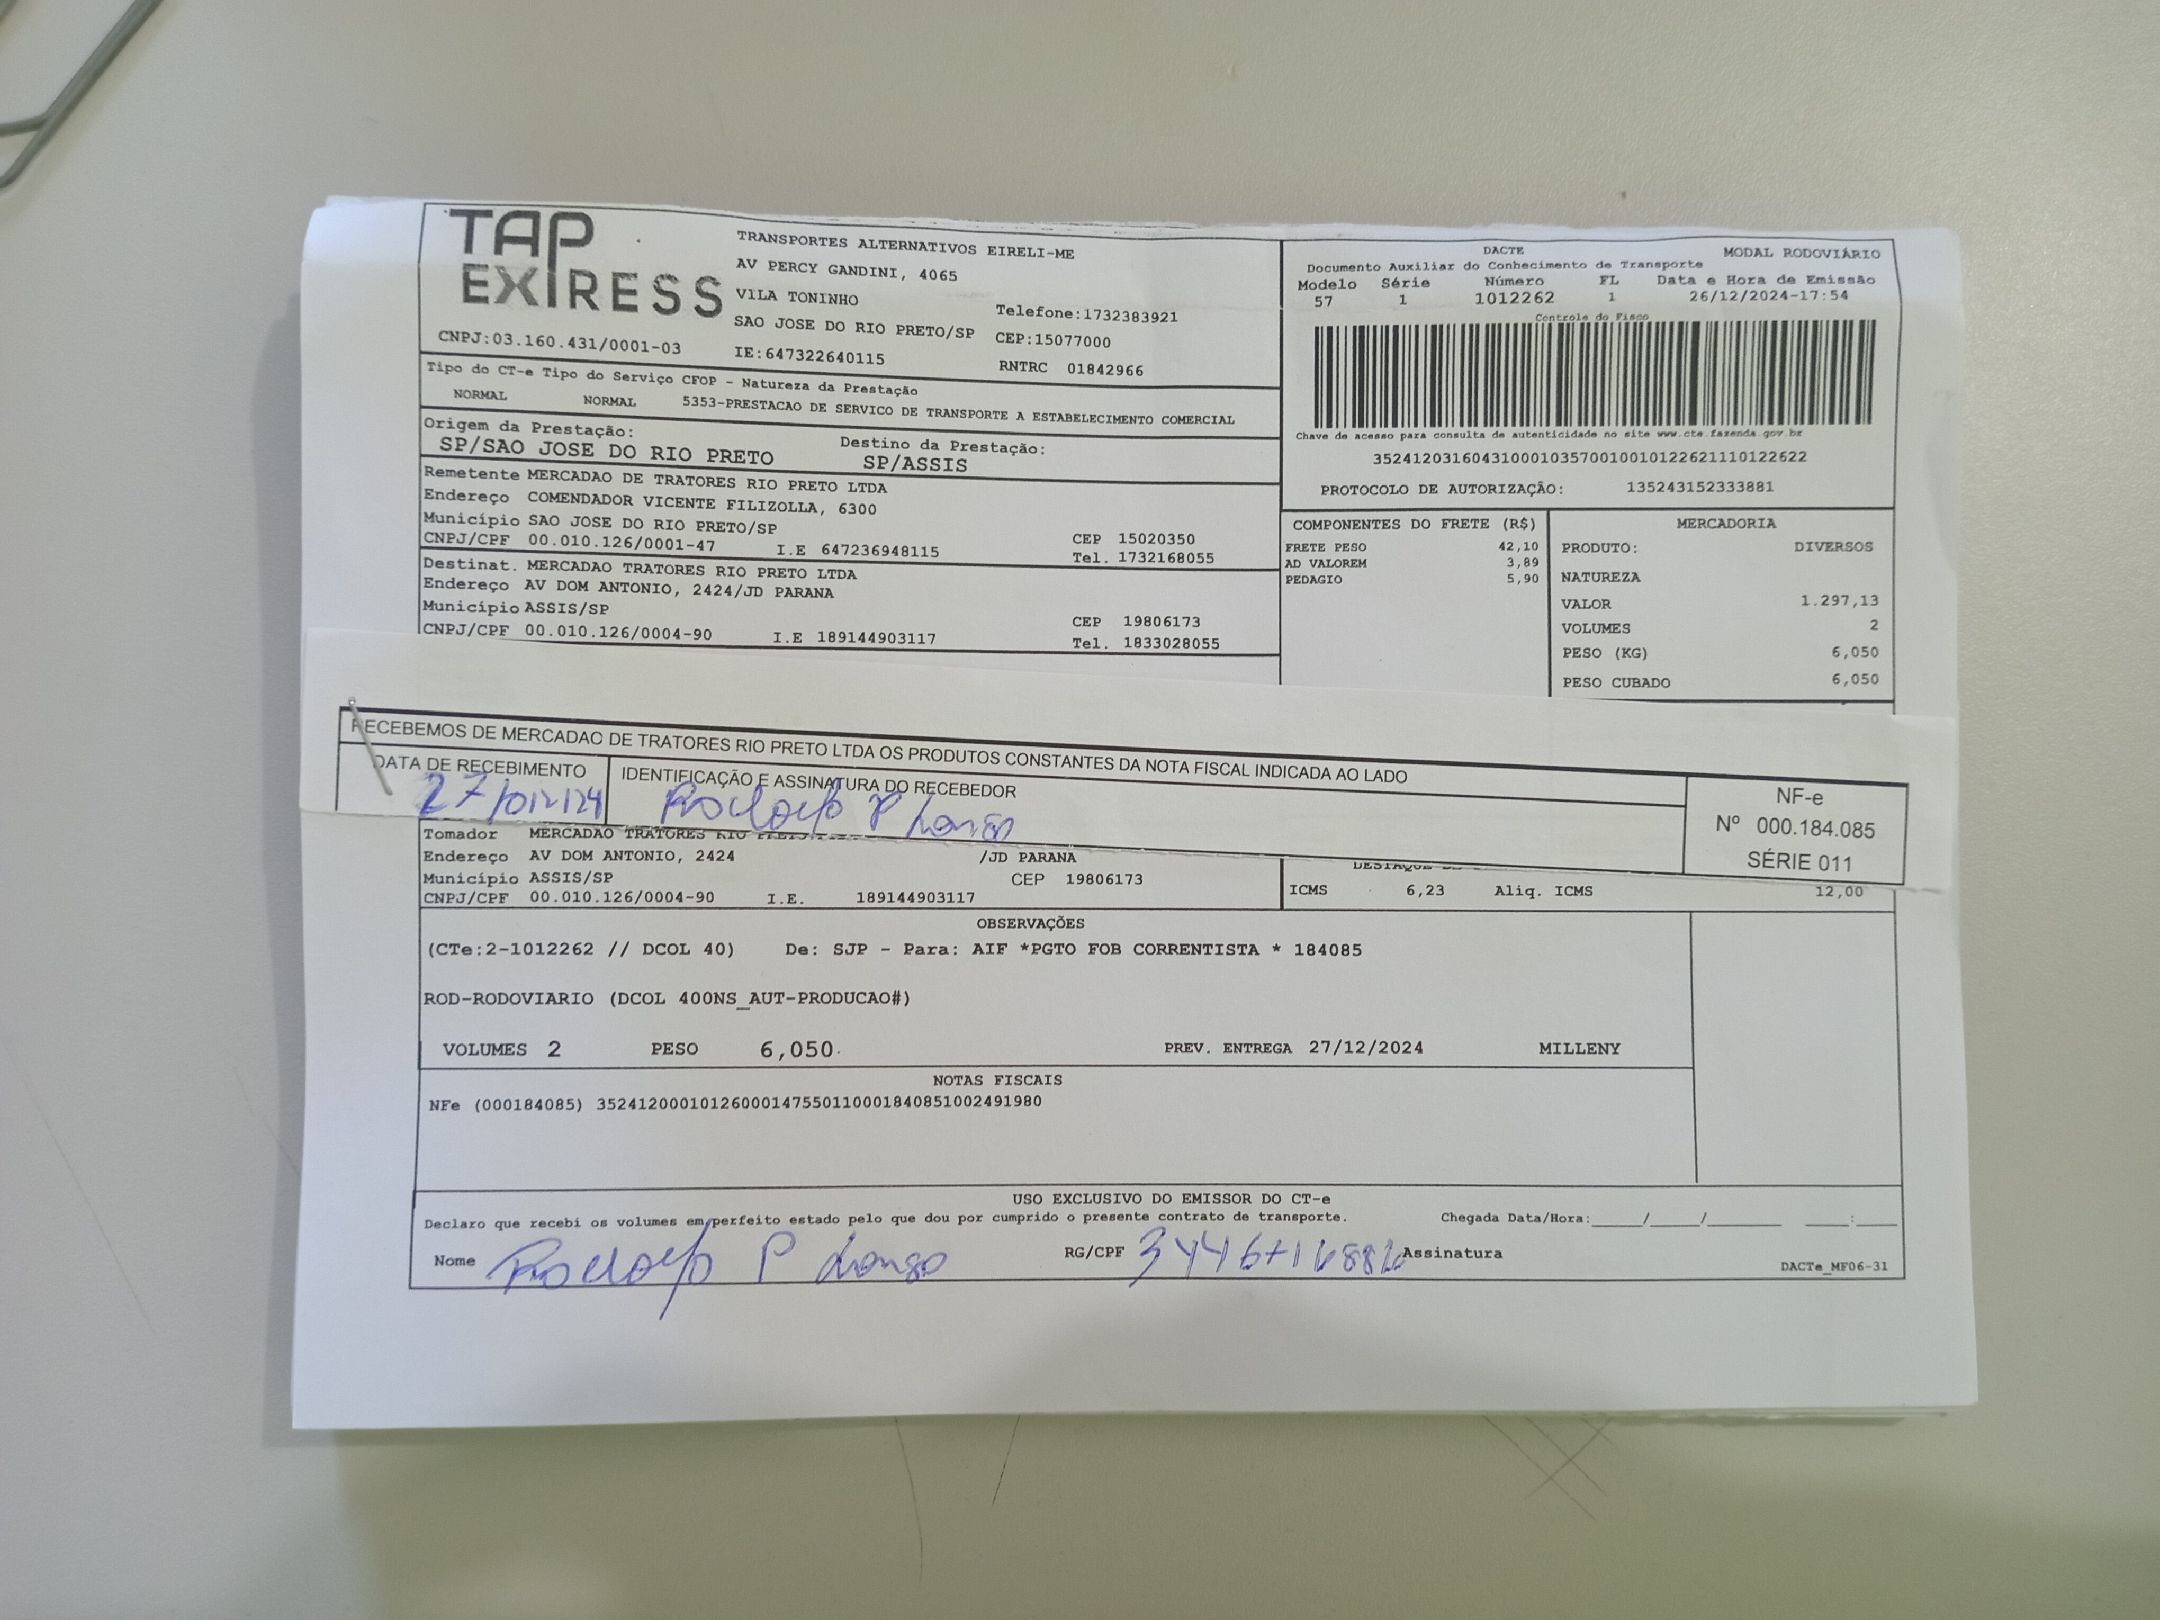 TAP
EXPRESS
TRANSPORTES ALTERNATIVOS EIRELI-ME
AV PERCY GANDINI, 4065
VILA TONINHO
Telefone:1732383921
SAO JOSE DO RIO PRETO/SP CEP:15077000
CNPJ:03.160.431/0001-03 IE:647322640115 RNTRC 01842966
DACTE MODAL RODOVIÁRIO
Documento Auxiliar do Conhecimento de Transporte
Modelo Série Número FL Data e Hora de Emissão
57 1 1012262 1 26/12/2024-17:54
Controle do Fisco
Chave de acesso para consulta de autenticidade no site www.cte.fazenda.gov.br
35241203160431000103570010010122621110122622
PROTOCOLO DE AUTORIZAÇÃO: 135243152333881
Tipo do CT-e Tipo do Serviço CFOP - Natureza da Prestação
NORMAL NORMAL 5353-PRESTACAO DE SERVICO DE TRANSPORTE A ESTABELECIMENTO COMERCIAL
Origem da Prestação: Destino da Prestação:
SP/SAO JOSE DO RIO PRETO SP/ASSIS
Remetente MERCADAO DE TRATORES RIO PRETO LTDA
Endereço COMENDADOR VICENTE FILIZOLLA, 6300
Município SAO JOSE DO RIO PRETO/SP CEP 15020350
CNPJ/CPF 00.010.126/0001-47 I.E 647236948115 Tel. 1732168055
Destinat. MERCADAO TRATORES RIO PRETO LTDA
Endereço AV DOM ANTONIO, 2424/JD PARANA
Município ASSIS/SP CEP 19806173
CNPJ/CPF 00.010.126/0004-90 I.E 189144903117 Tel. 1833028055
COMPONENTES DO FRETE (R$)
FRETE PESO 42,10
AD VALOREM 3,89
PEDAGIO 5,90
MERCADORIA
PRODUTO: DIVERSOS
NATUREZA
VALOR 1.297,13
VOLUMES 2
PESO (KG) 6,050
PESO CUBADO 6,050
RECEBEMOS DE MERCADAO DE TRATORES RIO PRETO LTDA OS PRODUTOS CONSTANTES DA NOTA FISCAL INDICADA AO LADO
DATA DE RECEBIMENTO IDENTIFICAÇÃO E ASSINATURA DO RECEBEDOR
Rodolfo P Longo
NF-e
Nº 000.184.085
SÉRIE 011
Tomador MERCADAO TRATORES RIO
Endereço AV DOM ANTONIO, 2424 /JD PARANA
Município ASSIS/SP CEP 19806173
CNPJ/CPF 00.010.126/0004-90 I.E. 189144903117
ICMS 6,23 Aliq. ICMS 12,00
OBSERVAÇÕES
(CTe:2-1012262 // DCOL 40) De: SJP - Para: AIF *PGTO FOB CORRENTISTA * 184085
ROD-RODOVIARIO (DCOL 400NS_AUT-PRODUCAO#)
VOLUMES 2 PESO 6,050 PREV. ENTREGA 27/12/2024 MILLENY
NOTAS FISCAIS
NFe (000184085) 35241200010126000147550110001840851002491980
USO EXCLUSIVO DO EMISSOR DO CT-e
Declaro que recebi os volumes em perfeito estado pelo que dou por cumprido o presente contrato de transporte. Chegada Data/Hora:____/____/______ ____:____
Nome Rodolfo P Longo RG/CPF Assinatura
DACTe_MF06-31